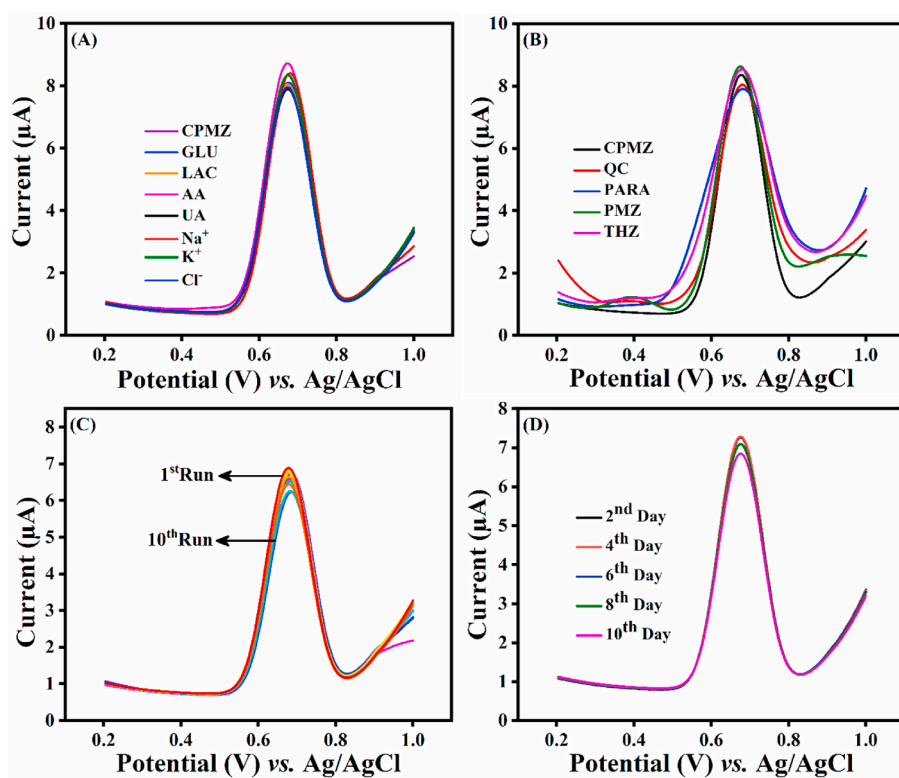 (A)
10
8
6
4
2
0
Current (µA)
CPMZ
GLU
LAC
AA
UA
Na⁺
K⁺
Cl⁻
0.2 0.4 0.6 0.8 1.0
Potential (V) vs. Ag/AgCl
(B)
10
8
6
4
2
0
Current (µA)
CPMZ
QC
PARA
PMZ
THZ
0.2 0.4 0.6 0.8 1.0
Potential (V) vs. Ag/AgCl
(C)
8
7
6
5
4
3
2
1
0
Current (µA)
1ˢᵗRun
10ᵗʰRun
0.2 0.4 0.6 0.8 1.0
Potential (V) vs. Ag/AgCl
(D)
8
7
6
5
4
3
2
1
0
Current (µA)
2ⁿᵈ Day
4ᵗʰ Day
6ᵗʰ Day
8ᵗʰ Day
10ᵗʰ Day
0.2 0.4 0.6 0.8 1.0
Potential (V) vs. Ag/AgCl